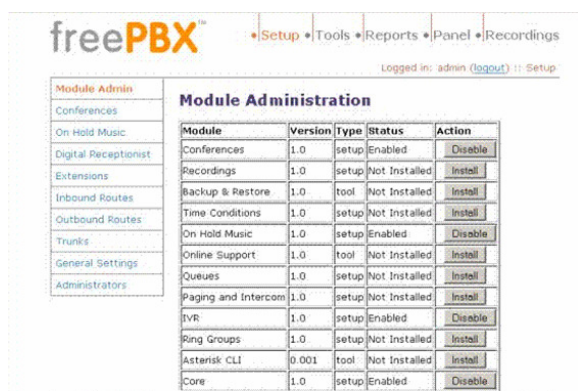 freePBX™
• Setup • Tools • Reports • Panel • Recordings
Logged in: admin (logout) :: Setup
Module Admin
Conferences
On Hold Music
Digital Receptionist
Extensions
Inbound Routes
Outbound Routes
Trunks
General Settings
Administrators
Module Administration
Module Version Type Status Action
Conferences 1.0 setup Enabled Disable
Recordings 1.0 setup Not Installed Install
Backup & Restore 1.0 tool Not Installed Install
Time Conditions 1.0 setup Not Installed Install
On Hold Music 1.0 setup Enabled Disable
Online Support 1.0 tool Not Installed Install
Queues 1.0 setup Not Installed Install
Paging and Intercom 1.0 setup Not Installed Install
IVR 1.0 setup Enabled Disable
Ring Groups 1.0 setup Not Installed Install
Asterisk CLI 0.001 tool Not Installed Install
Core 1.0 setup Enabled Disable